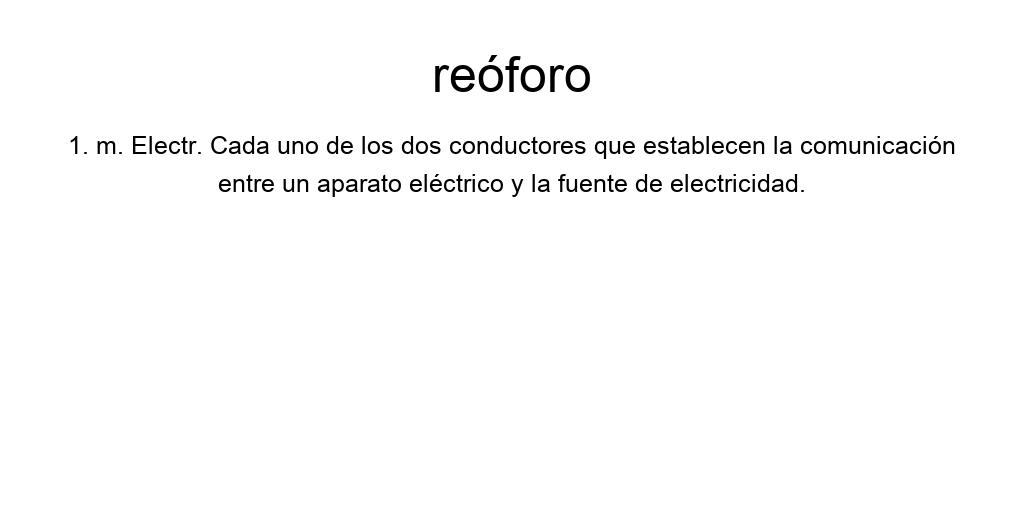 reóforo
1. m. Electr. Cada uno de los dos conductores que establecen la comunicación
entre un aparato eléctrico y la fuente de electricidad.